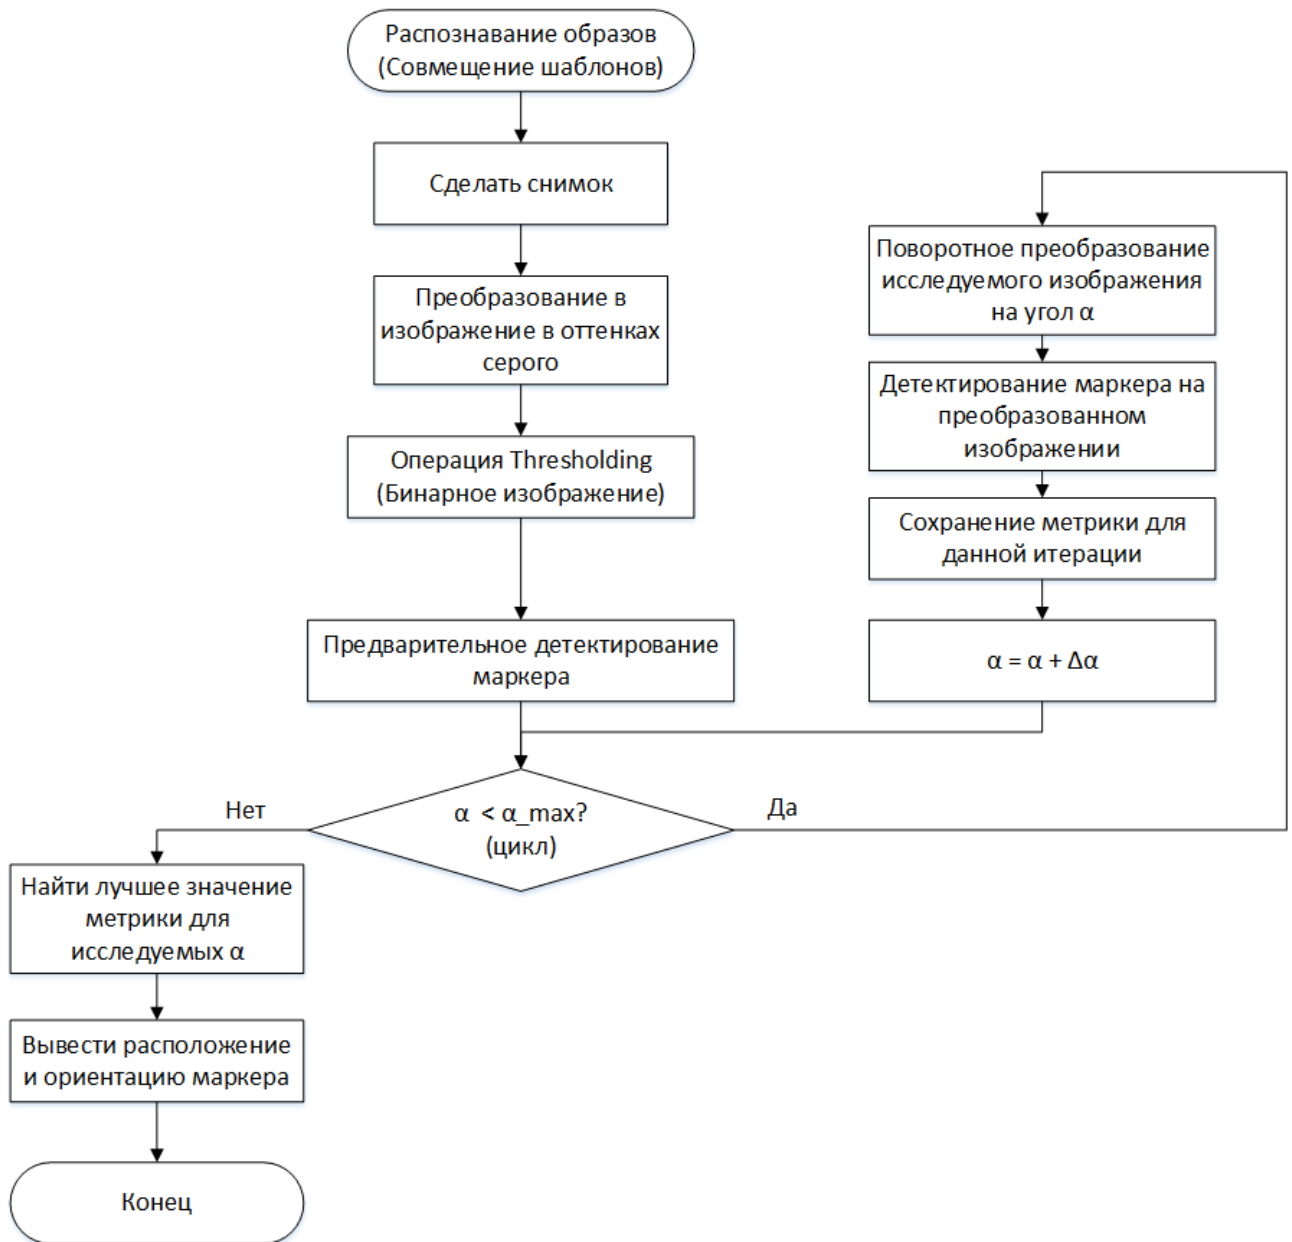 Распознавание образов
(Совмещение шаблонов)
Сделать снимок
Преобразование в
изображение в оттенках
серого
Операция Thresholding
(Бинарное изображение)
Предварительное детектирование
маркера
α < α_max?
(цикл)
Да
Поворотное преобразование
исследуемого изображения
на угол α
Детектирование маркера на
преобразованном
изображении
Сохранение метрики для
данной итерации
α = α + Δα
Нет
Найти лучшее значение
метрики для
исследуемых α
Вывести расположение
и ориентацию маркера
Конец